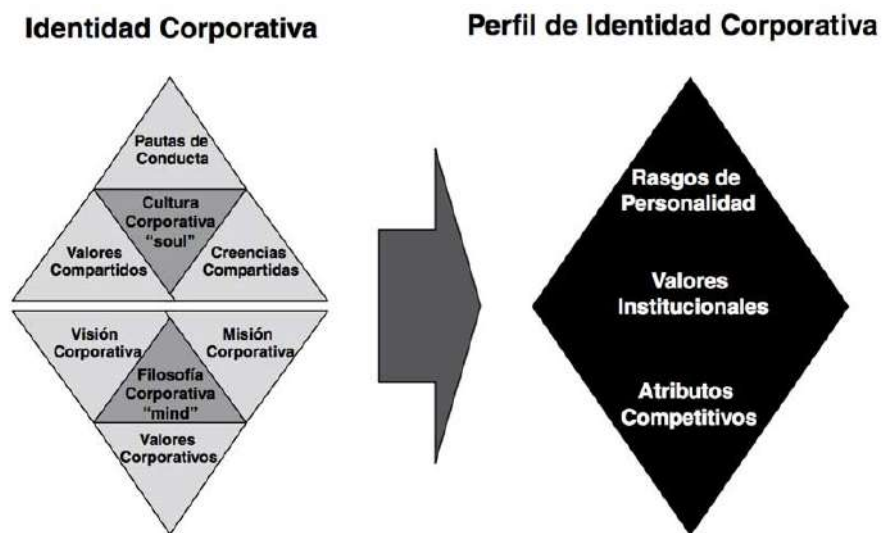 Identidad Corporativa
Perfil de Identidad Corporativa
Pautas de
Conducta
Cultura
Corporativa
“soul”
Valores
Compartidos
Creencias
Compartidas
Visión
Corporativa
Misión
Corporativa
Filosofía
Corporativa
“mind”
Valores
Corporativos
Rasgos de
Personalidad
Valores
Institucionales
Atributos
Competitivos